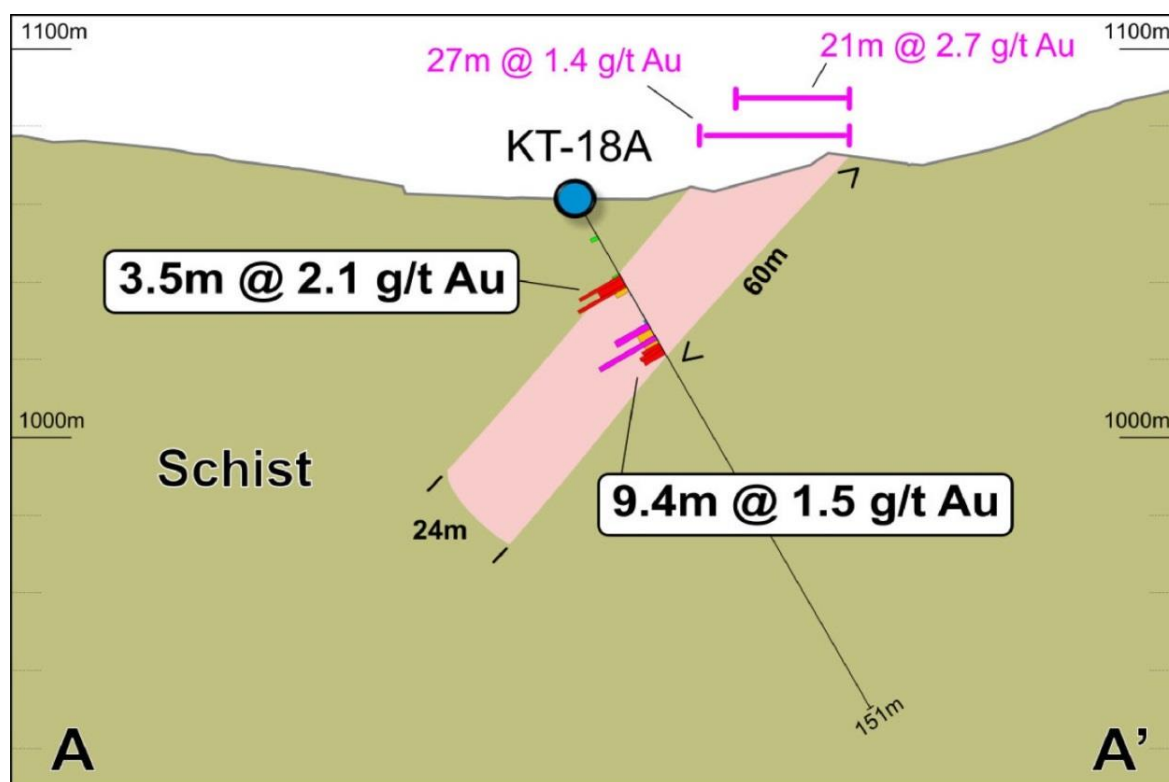 1100m
1100m
21m @ 2.7 g/t Au
27m @ 1.4 g/t Au
KT-18A
3.5m @ 2.1 g/t Au
60m
1000m
1000m
Schist
9.4m @ 1.5 g/t Au
24m
151m
A
A’